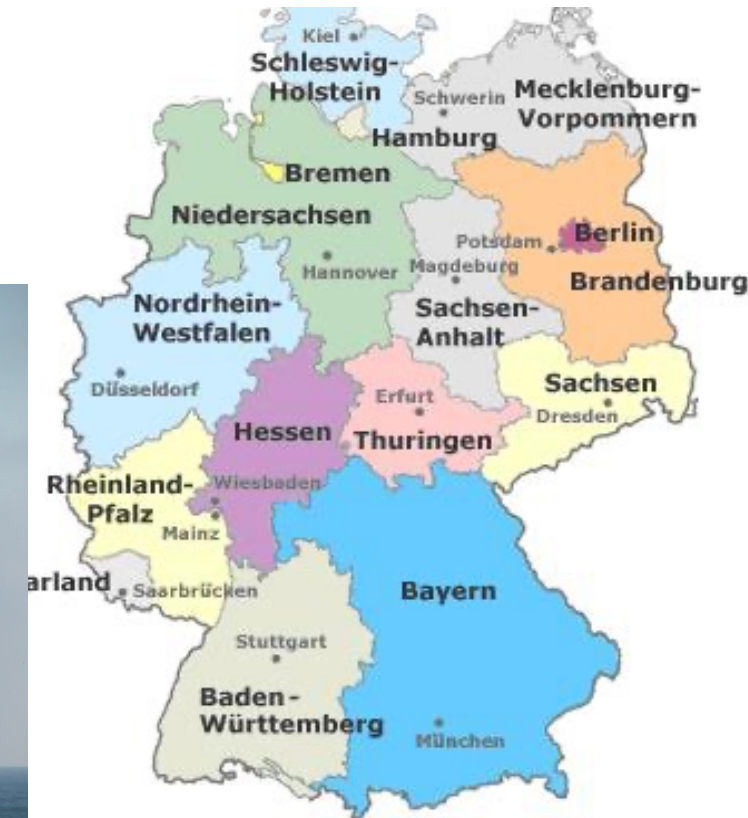 Kiel
Schleswig-
Holstein
Schwerin
Mecklenburg-
Vorpommern
Hamburg
Bremen
Niedersachsen
Hannover
Potsdam
Berlin
Brandenburg
Magdeburg
Sachsen-
Anhalt
Nordrhein-
Westfalen
Düsseldorf
Hessen
Erfurt
Thuringen
Sachsen
Dresden
Rheinland-
Pfalz
Wiesbaden
Mainz
arland
Saarbrücken
Bayern
Stuttgart
Baden-
Württemberg
München